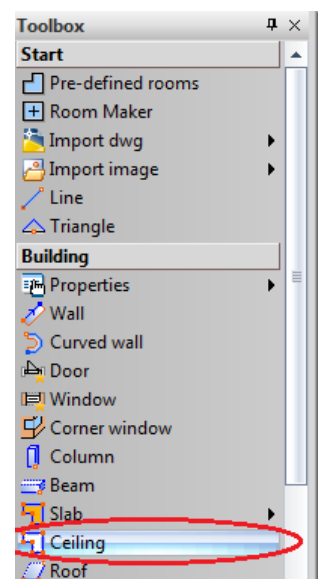 Toolbox
Start
Pre-defined rooms
Room Maker
Import dwg
Import image
Line
Triangle
Building
Properties
Wall
Curved wall
Door
Window
Corner window
Column
Beam
Slab
Ceiling
Roof